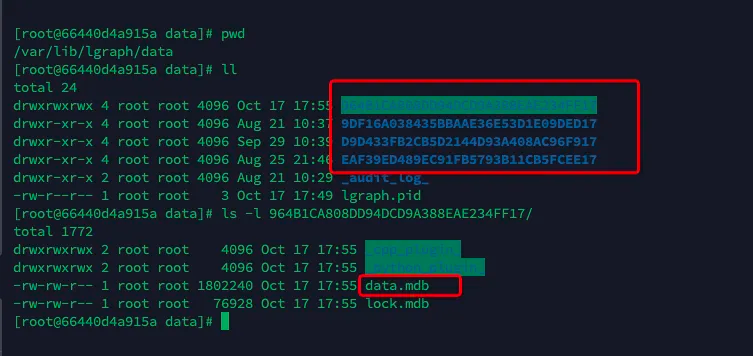 [root@66440d4a915a data]# pwd
/var/lib/lgraph/data
[root@66440d4a915a data]# ll
total 24
drwxrwxrwx 4 root root 4096 Oct 17 17:55 964B1CA808DD94DCD9A388EAE234FF17
drwxr-xr-x 4 root root 4096 Aug 21 10:37 9DF16A038435BBAAE36E53D1E09DED17
drwxr-xr-x 4 root root 4096 Sep 29 10:39 D9D433FB2CB5D2144D93A408AC96F917
drwxr-xr-x 4 root root 4096 Aug 25 21:46 EAF39ED489EC91FB5793B11CB5FCEE17
drwxr-xr-x 2 root root 4096 Aug 21 10:29 _audit_log_
-rw-r--r-- 1 root root    3 Oct 17 17:49 lgraph.pid
[root@66440d4a915a data]# ls -l 964B1CA808DD94DCD9A388EAE234FF17/
total 1772
drwxrwxrwx 2 root root    4096 Oct 17 17:55 _cpp_plugin_
drwxrwxrwx 2 root root    4096 Oct 17 17:55 _python_plugin_
-rw-rw-r-- 1 root root 1802240 Oct 17 17:55 data.mdb
-rw-rw-r-- 1 root root   76928 Oct 17 17:55 lock.mdb
[root@66440d4a915a data]#